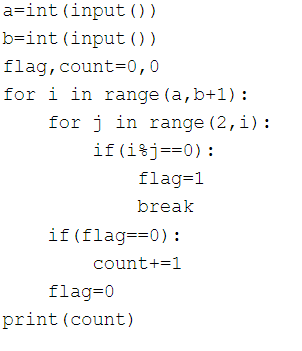 a=int(input())
b=int(input())
flag,count=0,0
for i in range(a,b+1):
    for j in range(2,i):
        if(i%j==0):
            flag=1
            break
    if(flag==0):
        count+=1
    flag=0
print(count)